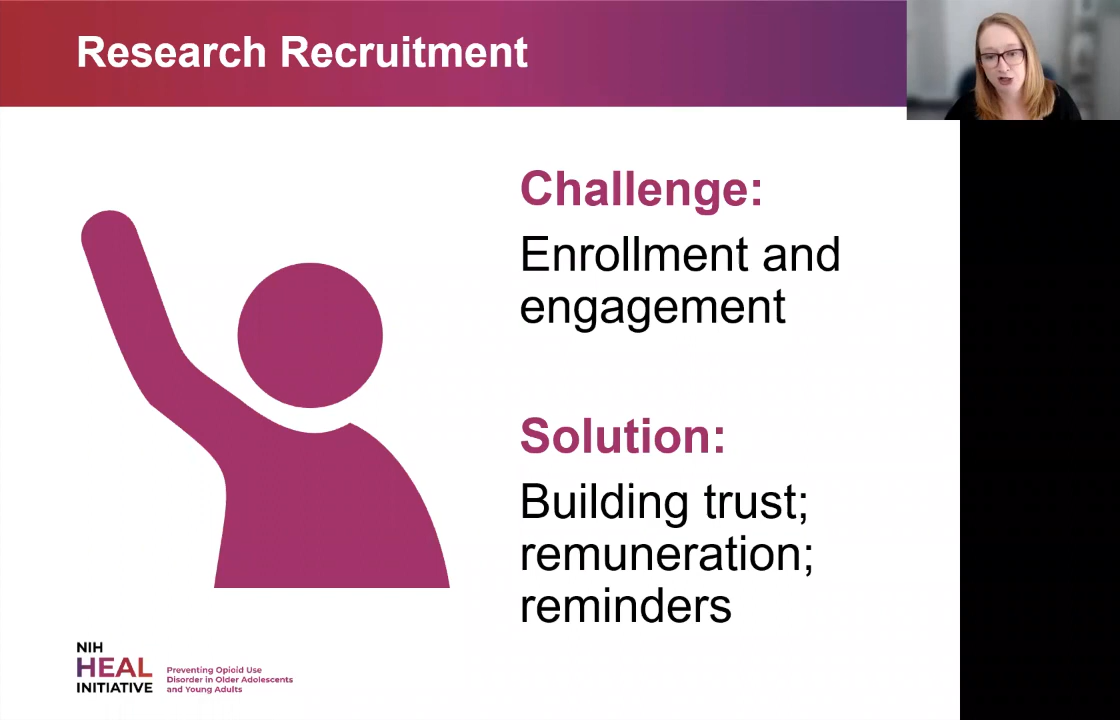 Research Recruitment
Challenge:
Enrollment and
engagement
Solution:
Building trust;
remuneration;
reminders
NIH
HEAL
INITIATIVE
Preventing Opioid Use
Disorder in Older Adolescents
and Young Adults